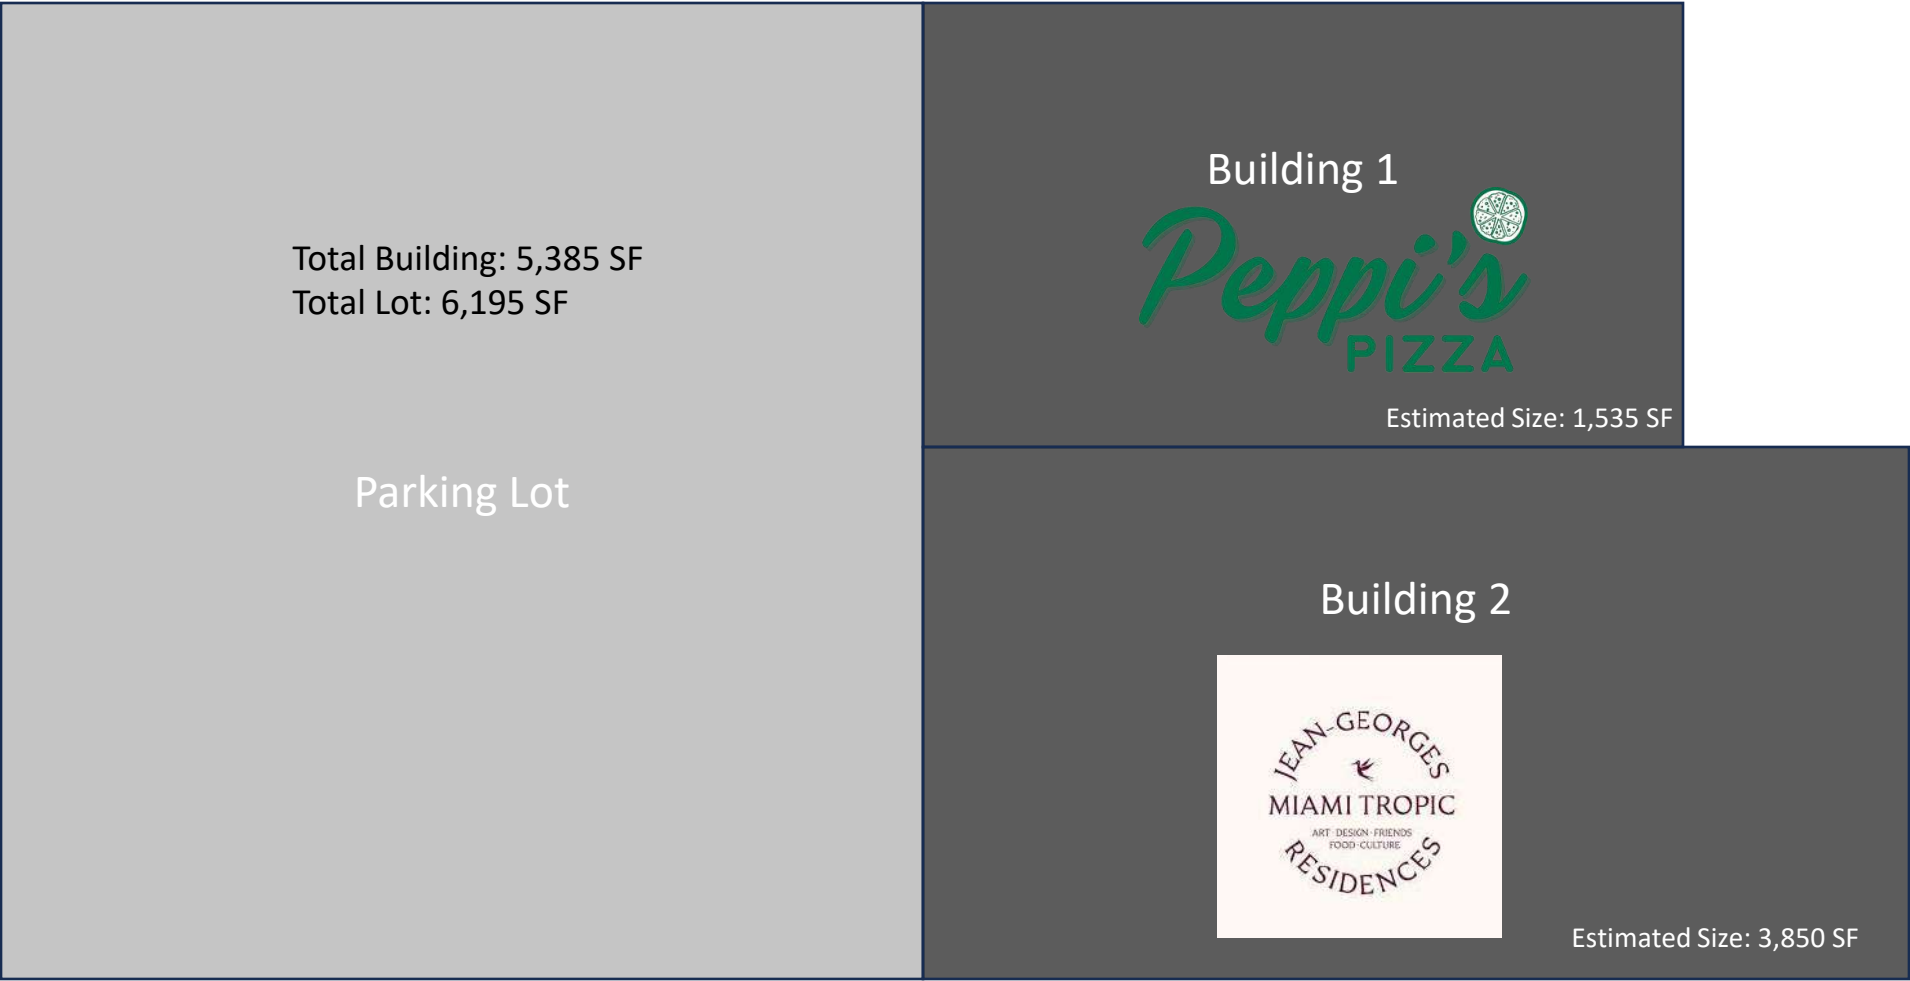 Total Building: 5,385 SF
Total Lot: 6,195 SF
Parking Lot
Building 1
Peppi's
PIZZA
Estimated Size: 1,535 SF
Building 2
JEAN-GEORGES
MIAMI TROPIC
ART · DESIGN · FRIENDS
FOOD · CULTURE
RESIDENCES
Estimated Size: 3,850 SF